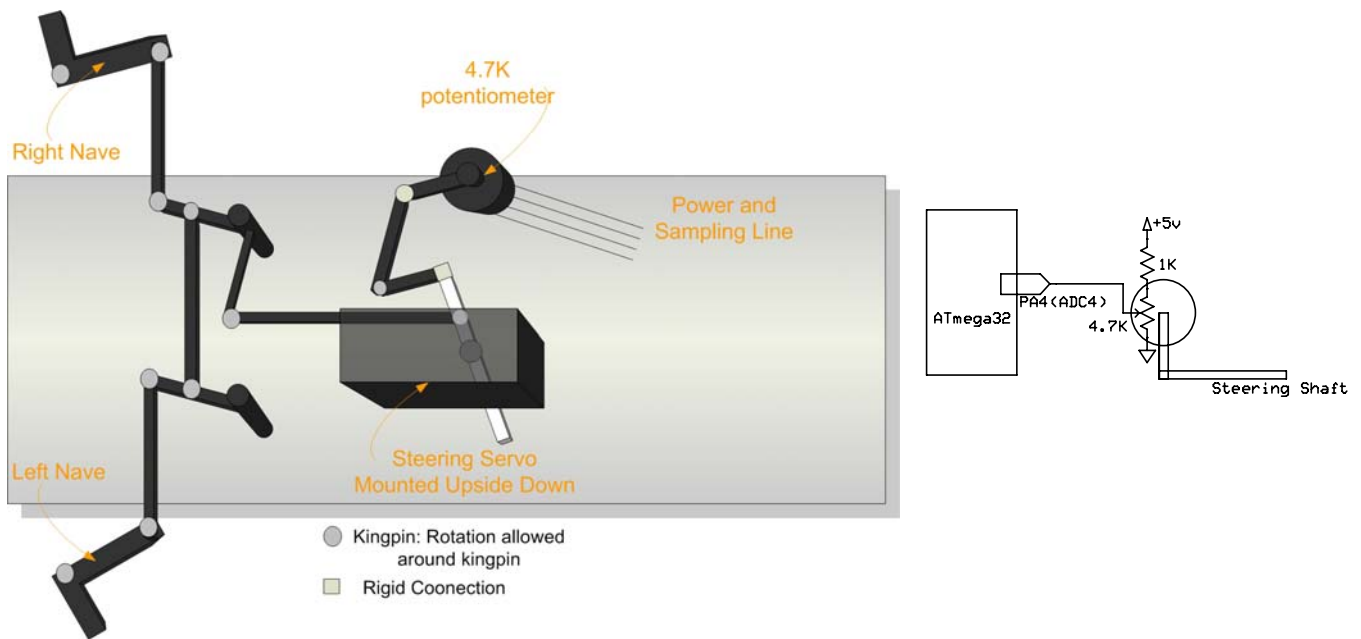 4.7K
potentiometer
Right Nave
Power and
Sampling Line
Left Nave
Steering Servo
Mounted Upside Down
Kingpin: Rotation allowed
around kingpin
Rigid Coonection
+5v
1K
PA4(ADC4)
ATmega32
4.7K
Steering Shaft